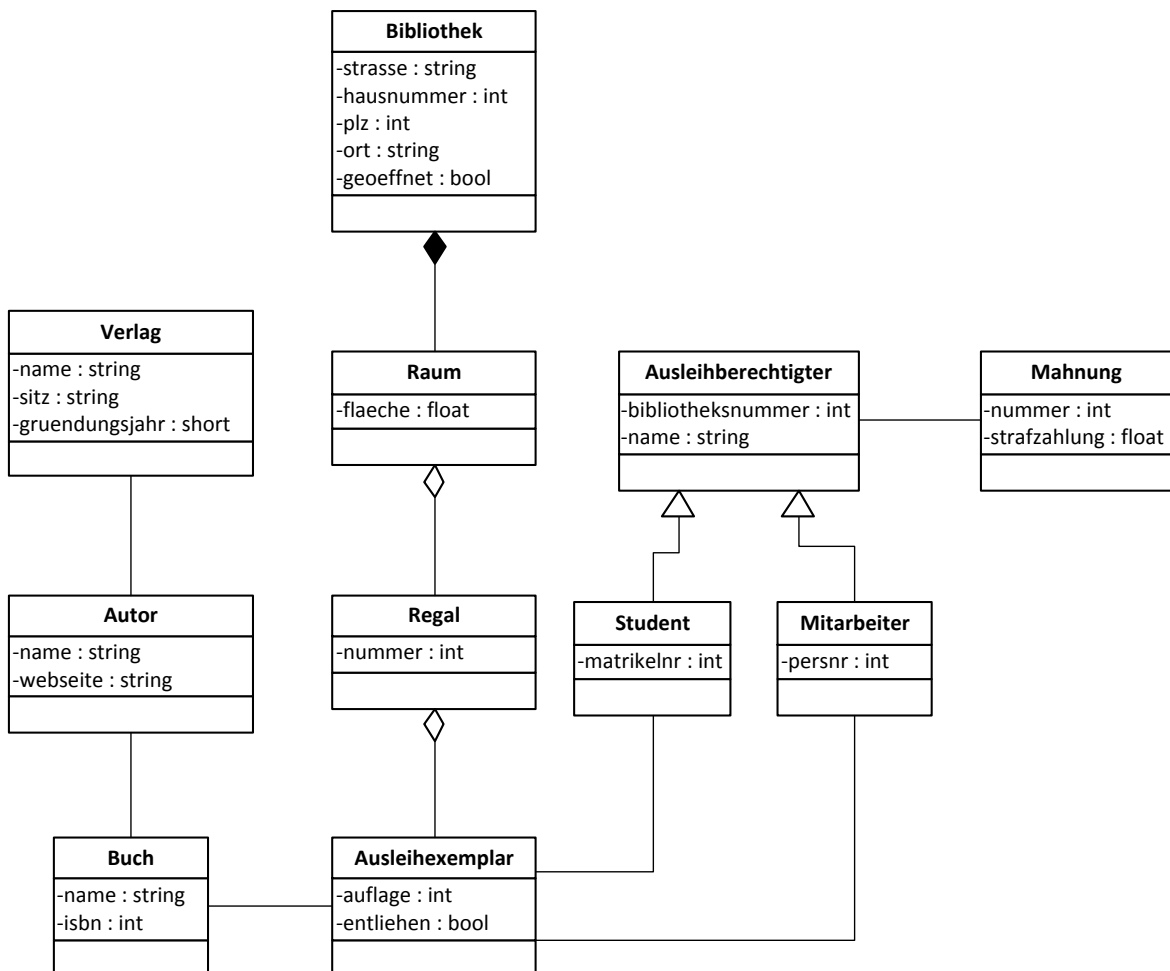 Bibliothek
-strasse : string
-hausnummer : int
-plz : int
-ort : string
-geoeffnet : bool
Verlag
-name : string
-sitz : string
-gruendungsjahr : short
Raum
-flaeche : float
Ausleihberechtigter
-bibliotheksnummer : int
-name : string
Mahnung
-nummer : int
-strafzahlung : float
Autor
-name : string
-webseite : string
Regal
-nummer : int
Student
-matrikelnr : int
Mitarbeiter
-persnr : int
Buch
-name : string
-isbn : int
Ausleihexemplar
-auflage : int
-entliehen : bool